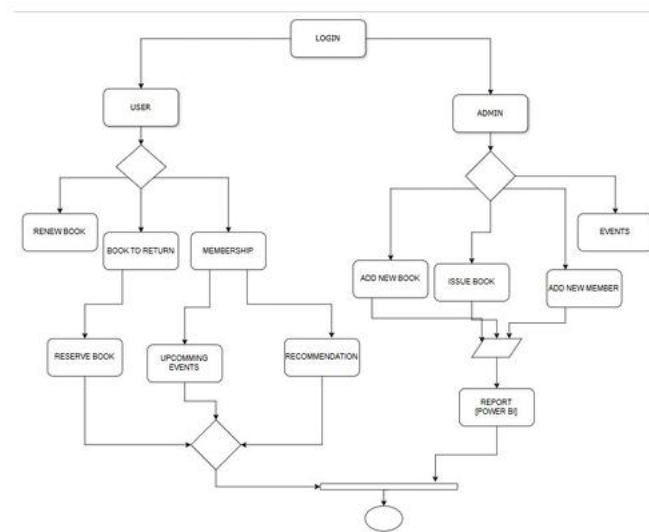 LOGIN
USER
ADMIN
RENEW BOOK
BOOK TO RETURN
MEMBERSHIP
EVENTS
ADD NEW BOOK
ISSUE BOOK
ADD NEW MEMBER
RESERVE BOOK
UPCOMMING
EVENTS
RECOMMENDATION
REPORT
[POWER BI]